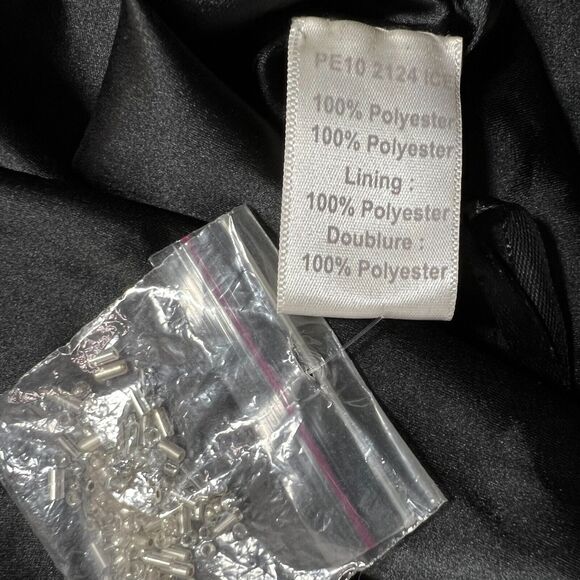 PE10 2124
100% Polyester
100% Polyester
Lining :
100% Polyester
Doublure :
100% Polyester